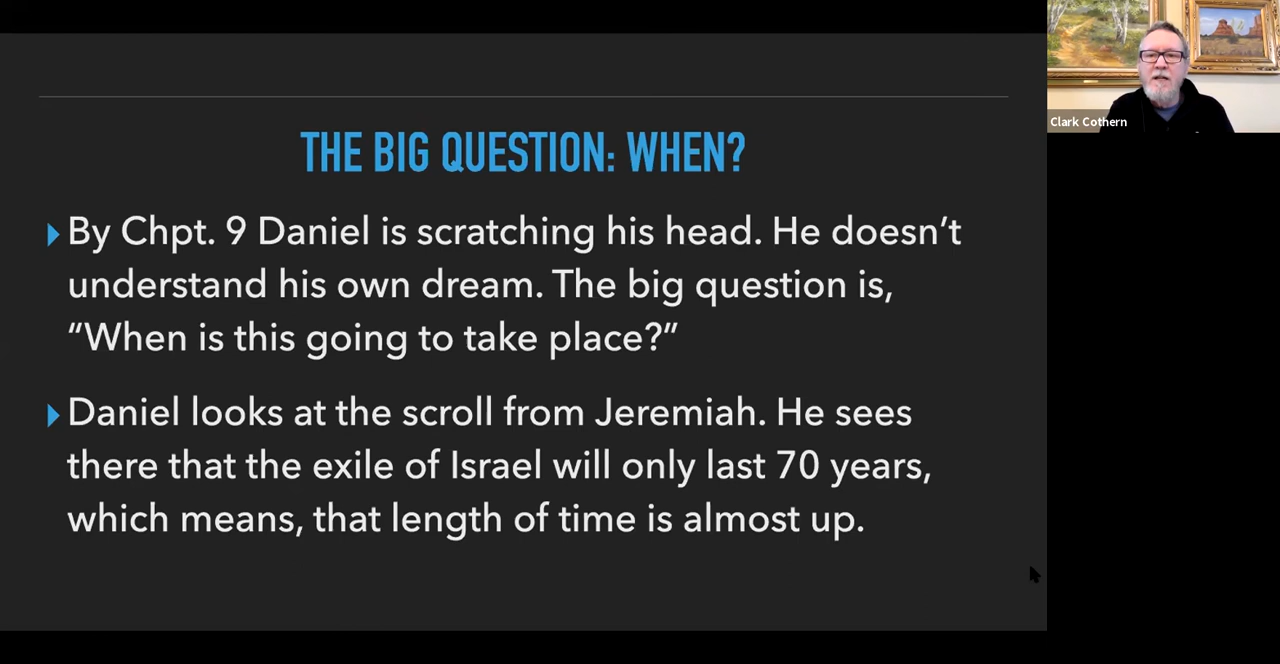 THE BIG QUESTION: WHEN?
By Chpt. 9 Daniel is scratching his head. He doesn’t
understand his own dream. The big question is,
“When is this going to take place?”
Daniel looks at the scroll from Jeremiah. He sees
there that the exile of Israel will only last 70 years,
which means, that length of time is almost up.
Clark Cothern